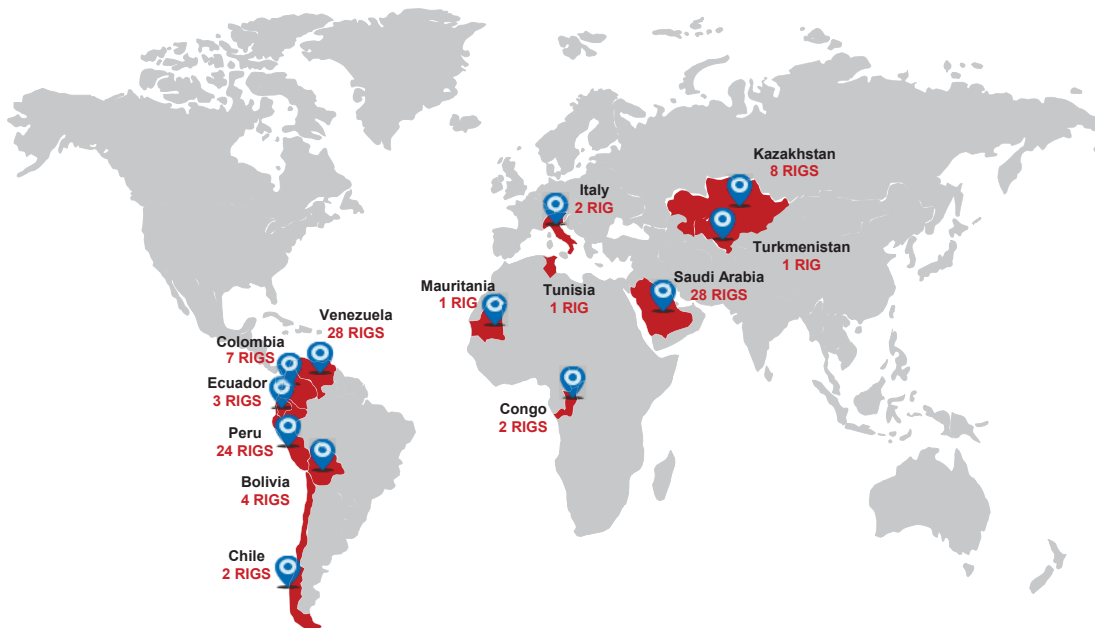 Kazakhstan
8 RIGS
Italy
2 RIG
Turkmenistan
1 RIG
Saudi Arabia
28 RIGS
Mauritania
1 RIG
Tunisia
1 RIG
Venezuela
28 RIGS
Colombia
7 RIGS
Ecuador
3 RIGS
Congo
2 RIGS
Peru
24 RIGS
Bolivia
4 RIGS
Chile
2 RIGS